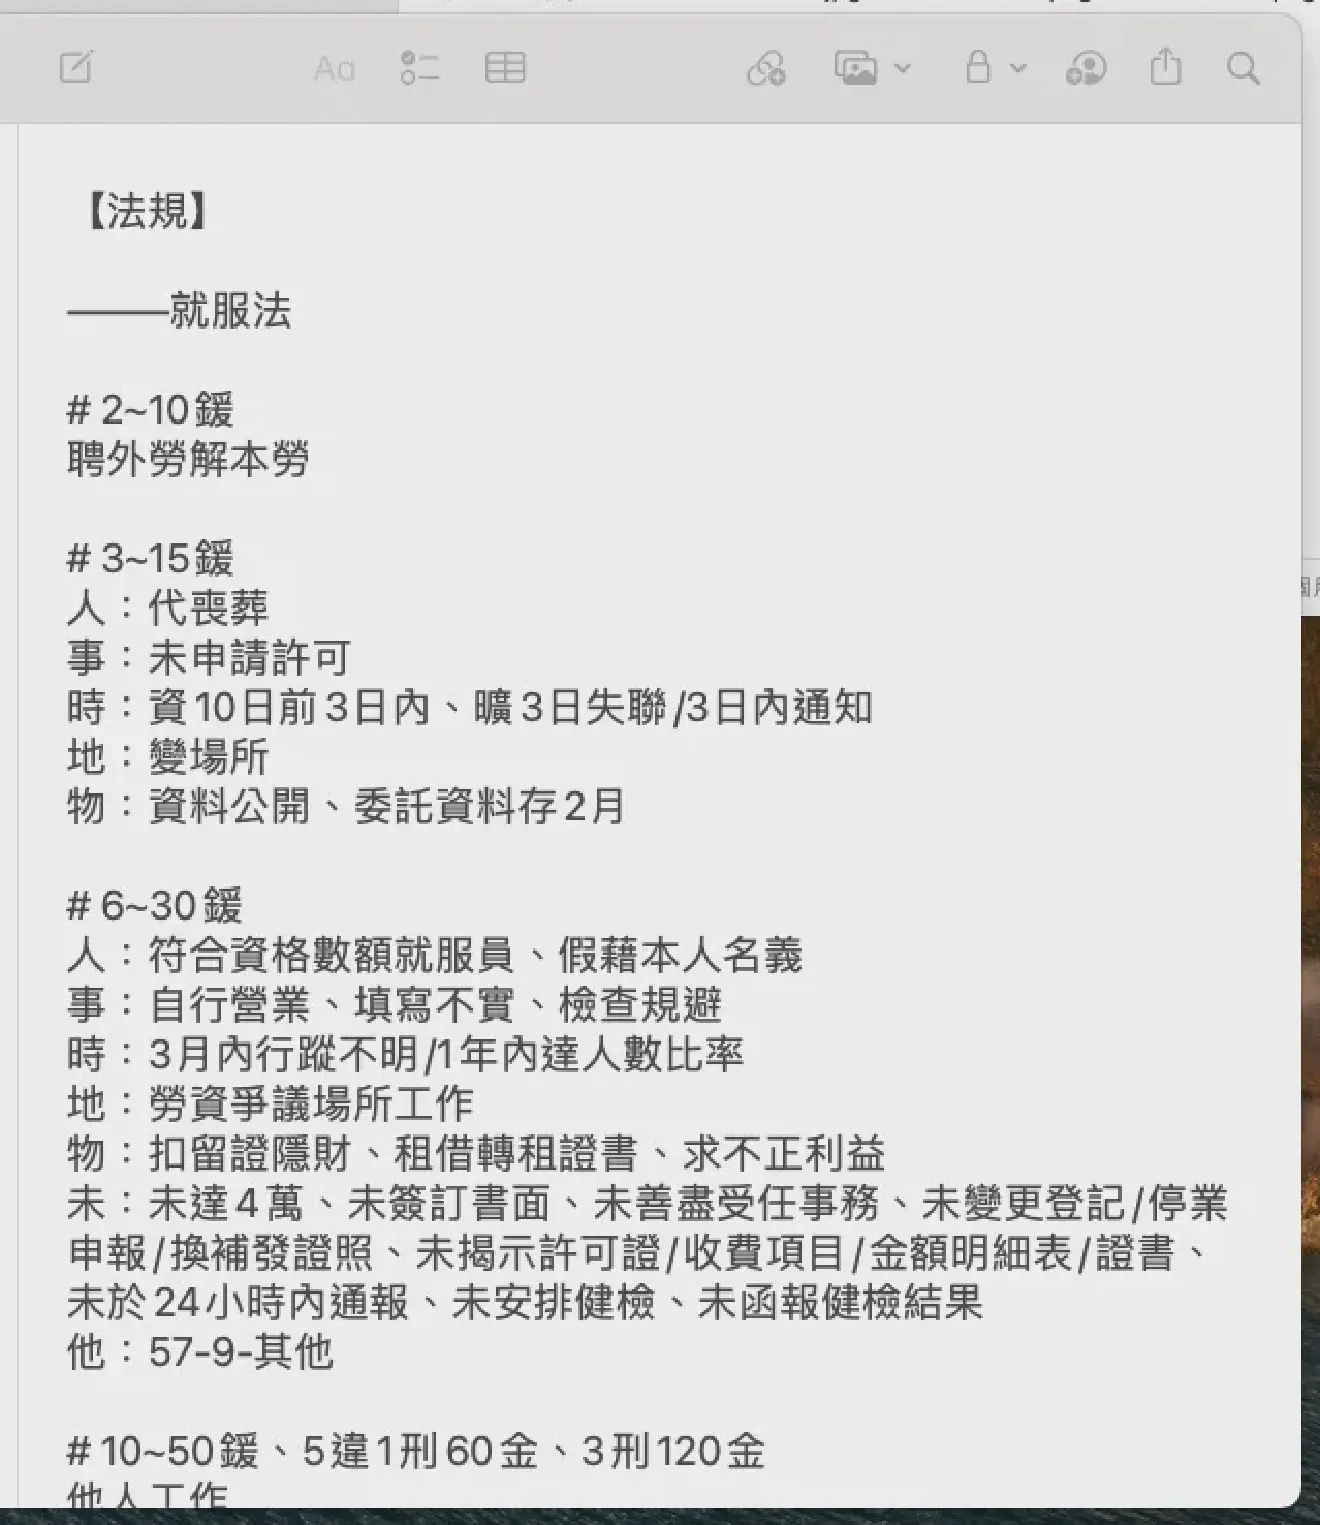 Aa
【法規】
———就服法
# 2~10鍰
聘外勞解本勞
# 3~15鍰
人：代喪葬
事：未申請許可
時：資10日前3日內、曠3日失聯/3日內通知
地：變場所
物：資料公開、委託資料存2月
# 6~30鍰
人：符合資格數額就服員、假藉本人名義
事：自行營業、填寫不實、檢查規避
時：3月內行蹤不明/1年內達人數比率
地：勞資爭議場所工作
物：扣留證隱財、租借轉租證書、求不正利益
未：未達4萬、未簽訂書面、未善盡受任事務、未變更登記/停業
申報/換補發證照、未揭示許可證/收費項目/金額明細表/證書、
未於24小時內通報、未安排健檢、未函報健檢結果
他：57-9-其他
# 10~50鍰、5違1刑60金、3刑120金
他人工作